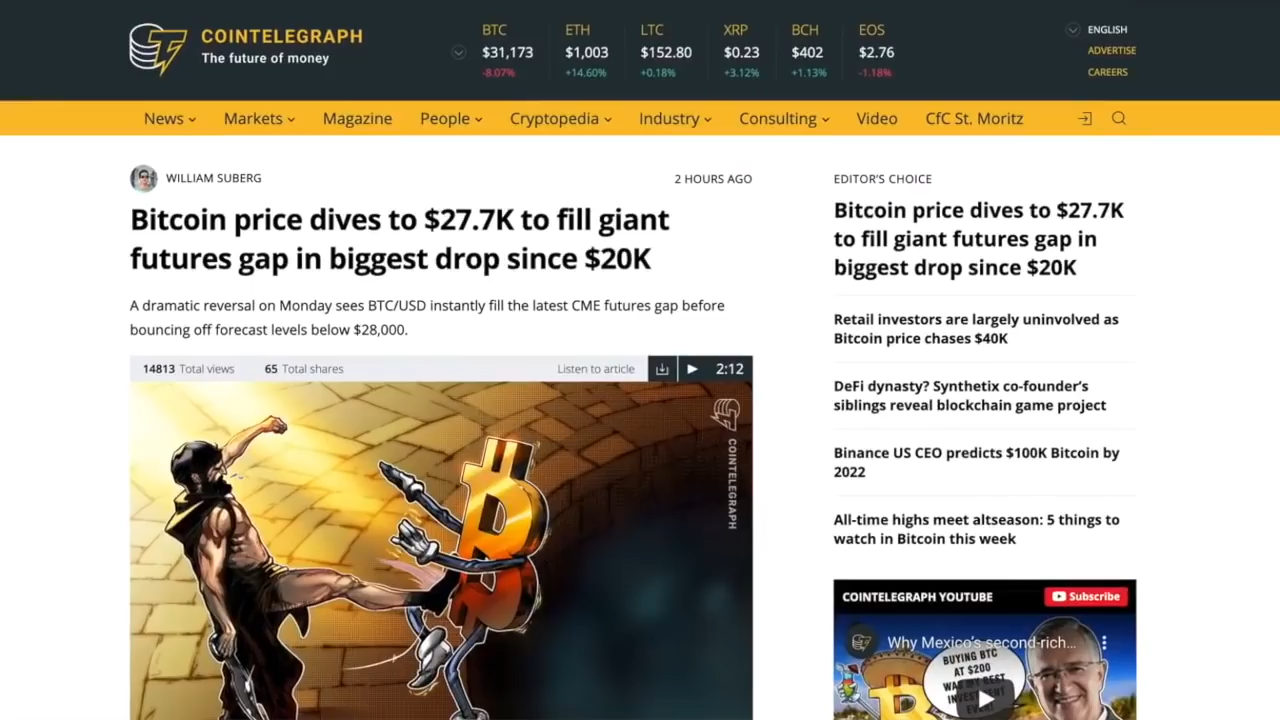 COINTELEGRAPH
The future of money
BTC
$31,173
-8.07%
ETH
$1,003
+14.60%
LTC
$152.80
+0.18%
XRP
$0.23
+3.12%
BCH
$402
+1.13%
EOS
$2.76
-1.18%
ENGLISH
ADVERTISE
CAREERS
News Markets Magazine People Cryptopedia Industry Consulting Video CfC St. Moritz
WILLIAM SUBERG
2 HOURS AGO
Bitcoin price dives to $27.7K to fill giant
futures gap in biggest drop since $20K
A dramatic reversal on Monday sees BTC/USD instantly fill the latest CME futures gap before
bouncing off forecast levels below $28,000.
14813 Total views 65 Total shares Listen to article 2:12
COINTELEGRAPH
EDITOR'S CHOICE
Bitcoin price dives to $27.7K
to fill giant futures gap in
biggest drop since $20K
Retail investors are largely uninvolved as
Bitcoin price chases $40K
DeFi dynasty? Synthetix co-founder's
siblings reveal blockchain game project
Binance US CEO predicts $100K Bitcoin by
2022
All-time highs meet altseason: 5 things to
watch in Bitcoin this week
COINTELEGRAPH YOUTUBE
Subscribe
Why Mexico's second-rich...
BUYING BTC
AT $200
WAS MY BEST
INVESTMENT
EVER